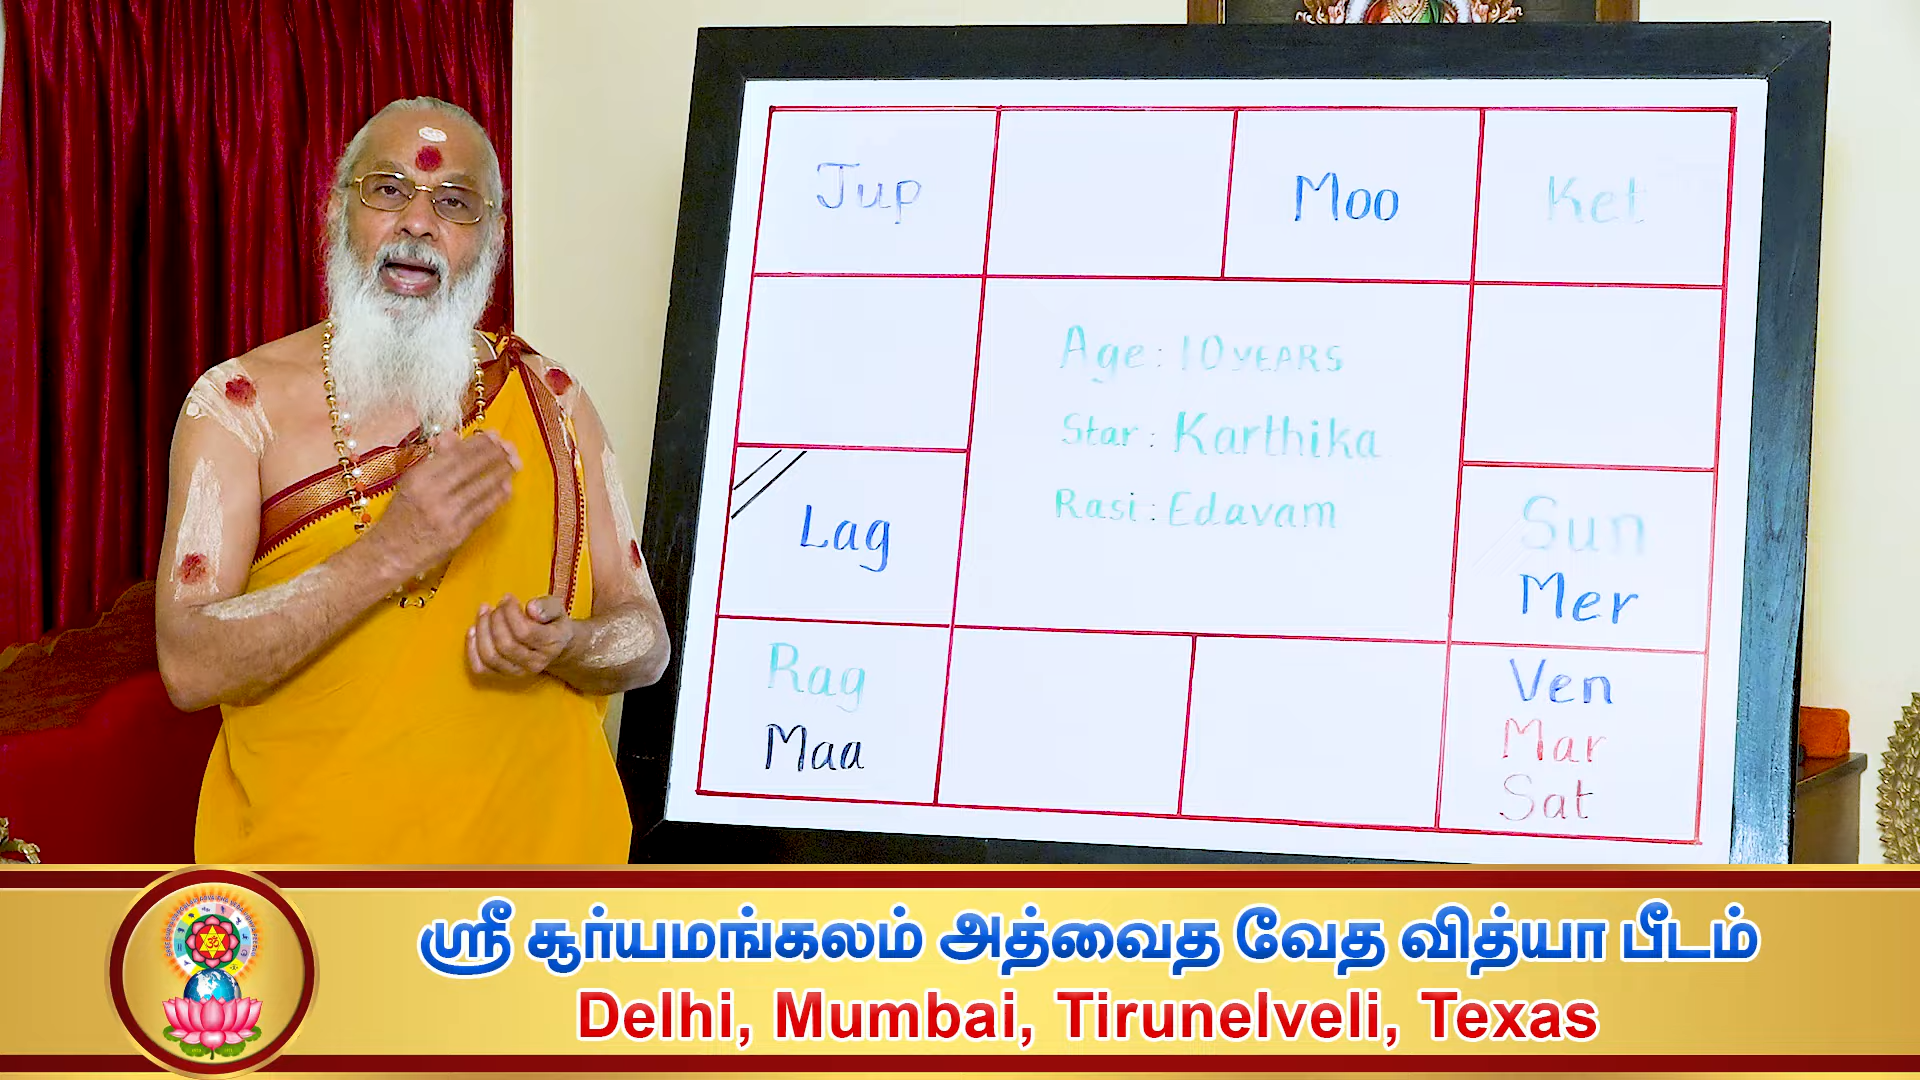 Jup
Moo
Ket
Age: 10 YEARS
Star: Karthika
Rasi: Edavam
Lag
Sun
Mer
Rag
Maa
Ven
Mar
Sat
ஸ்ரீ சூர்யமங்கலம் அத்வைத வேத வித்யா பீடம்
Delhi, Mumbai, Tirunelveli, Texas